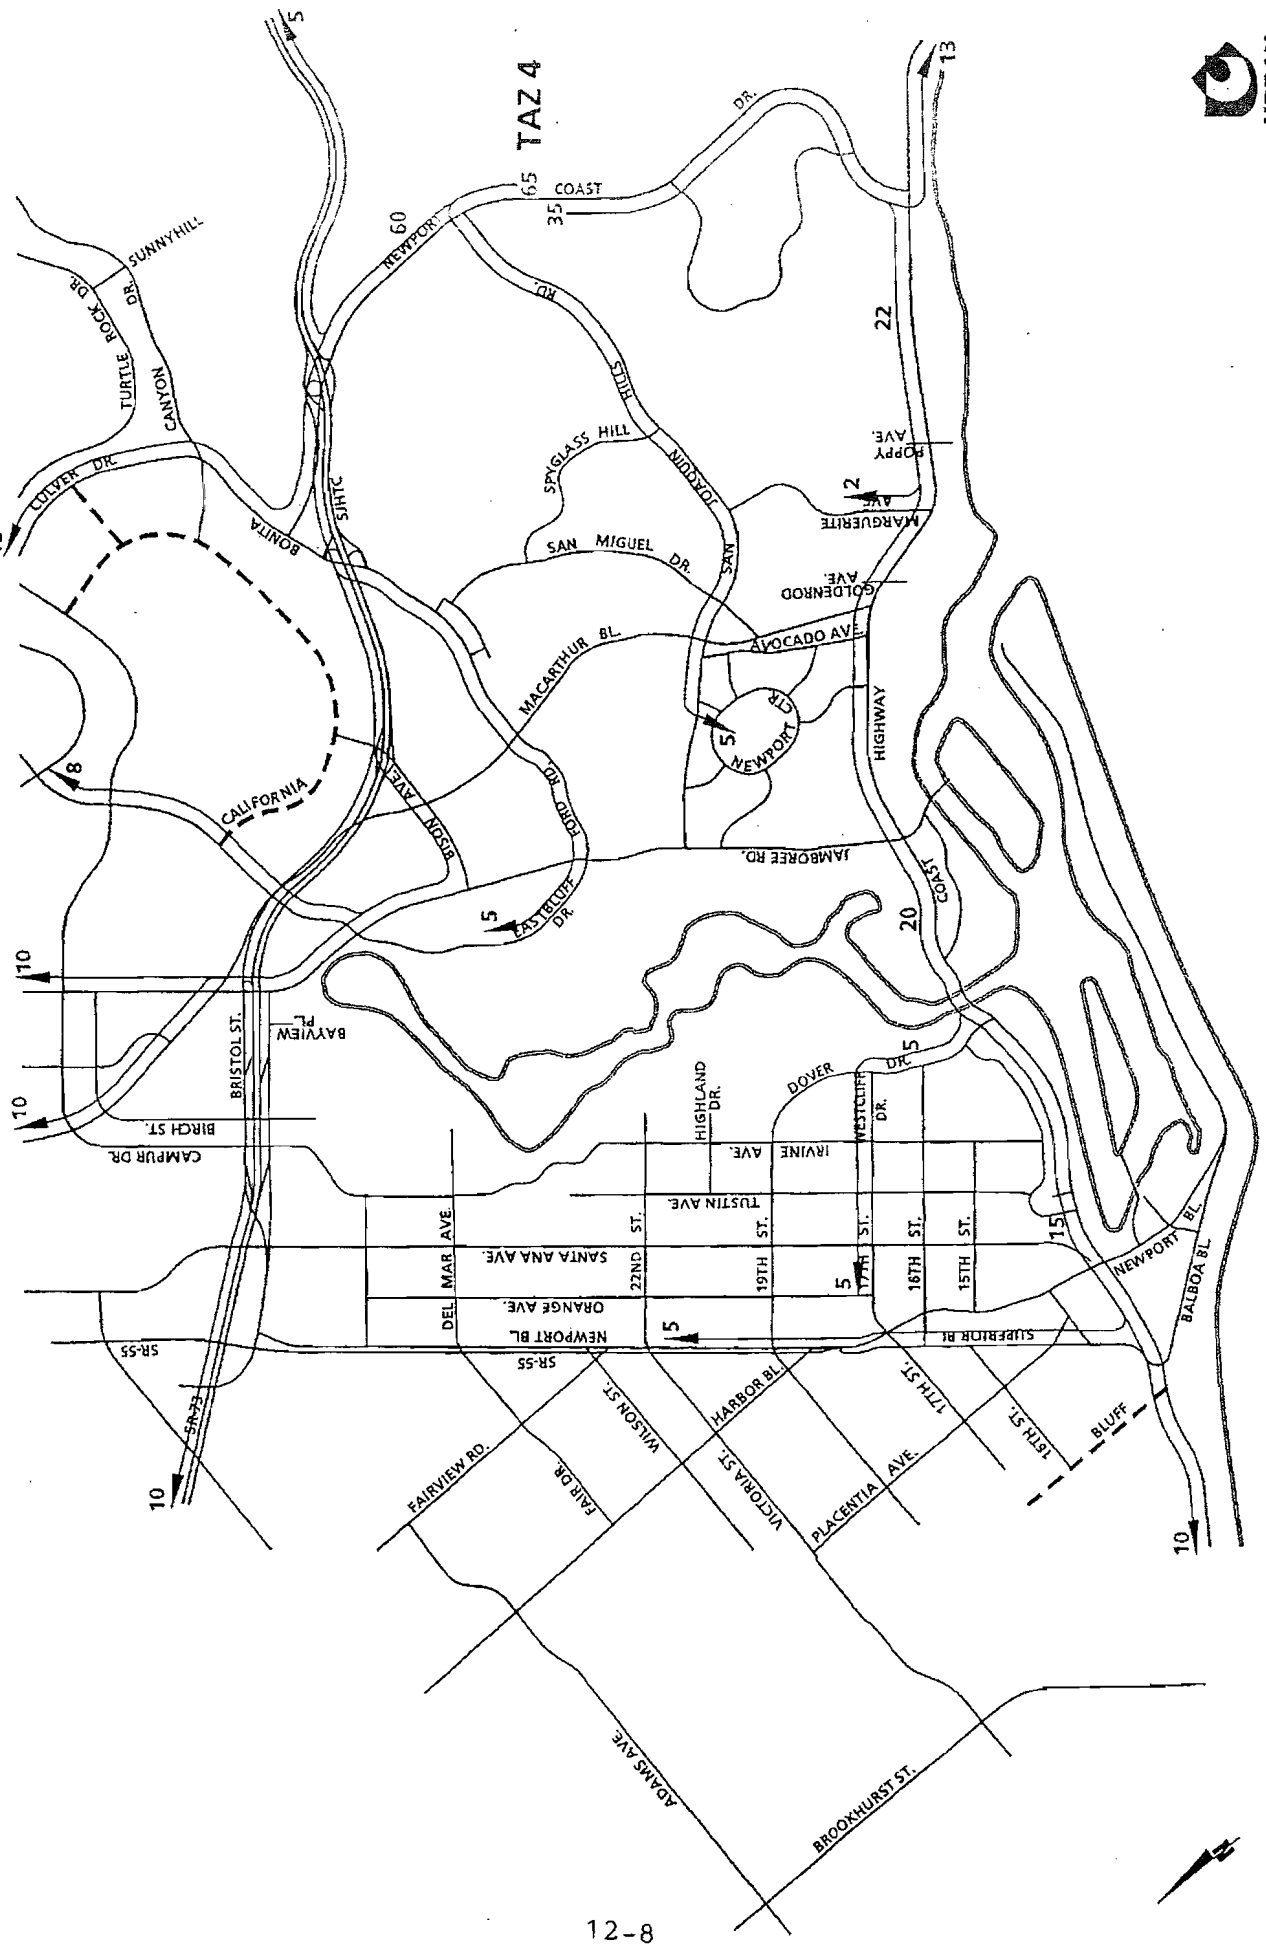 5
TAZ 4
13
SUNNYHILL
DR.
TURTLE ROCK DR.
CANYON
60
NEWPORT
65
35
COAST
DR.
CULVER DR.
BONITA
SJHTC
RD.
HILLS
JOAQUIN
SAN
SPYGLASS HILL
SAN MIGUEL DR.
22
POPPY
AVE.
2
MARGUERITE
AVE
GOLDENROD
AVE.
AVOCADO AVE.
MACARTHUR BL.
8
CALIFORNIA
BISON AVE.
FORD RD.
5
NEWPORT CTR
HIGHWAY
JAMBOREE RD.
5
EASTBLUFF
DR.
20
COAST
10
10
BRISTOL ST.
BAYVIEW
PL.
BIRCH ST.
CAMPUR DR.
HIGHLAND
DR.
DOVER DR.
5
WESTCLIFF
DR.
IRVINE AVE.
TUSTIN AVE.
SANTA ANA AVE.
ORANGE AVE.
NEWPORT BL
DEL MAR AVE.
22ND ST.
19TH ST.
17TH ST.
16TH ST.
15TH ST.
5
5
15
NEWPORT BL.
BALBOA BL.
SUPERIOR BL
SR-55
SR-55
SR-73
10
FAIRVIEW RD.
FAIR DR.
WILSON ST.
HARBOR BL.
VICTORIA ST.
PLACENTIA AVE.
17TH ST.
16TH ST.
BLUFF
10
ADAMS AVE.
BROOKHURST ST.
N
12-8